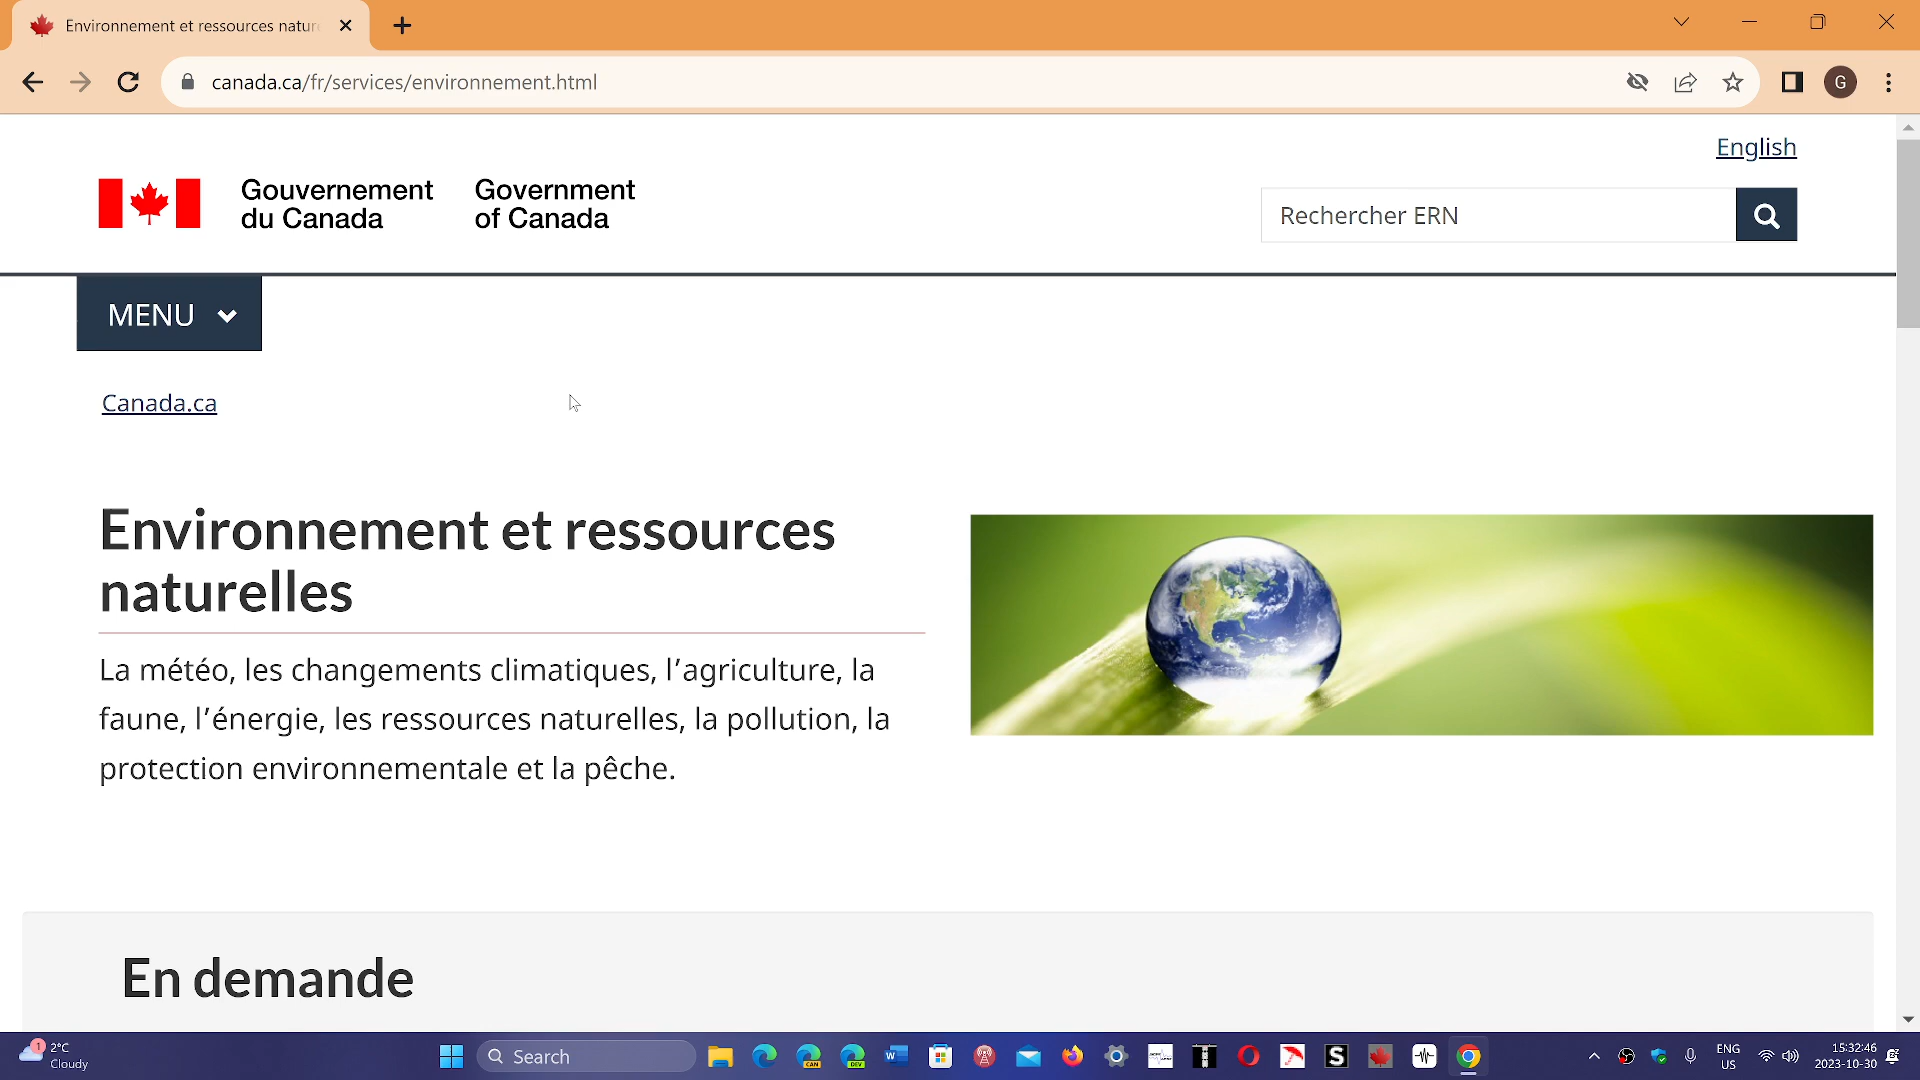 Environnement et ressources natur
canada.ca/fr/services/environnement.html
G
English
Gouvernement
du Canada
Government
of Canada
Rechercher ERN
MENU
Canada.ca
Environnement et ressources
naturelles
La météo, les changements climatiques, l’agriculture, la
faune, l’énergie, les ressources naturelles, la pollution, la
protection environnementale et la pêche.
En demande
1
2°C
Cloudy
Search
CAN
DEV
W
S
ENG
US
15:32:46
2023-10-30